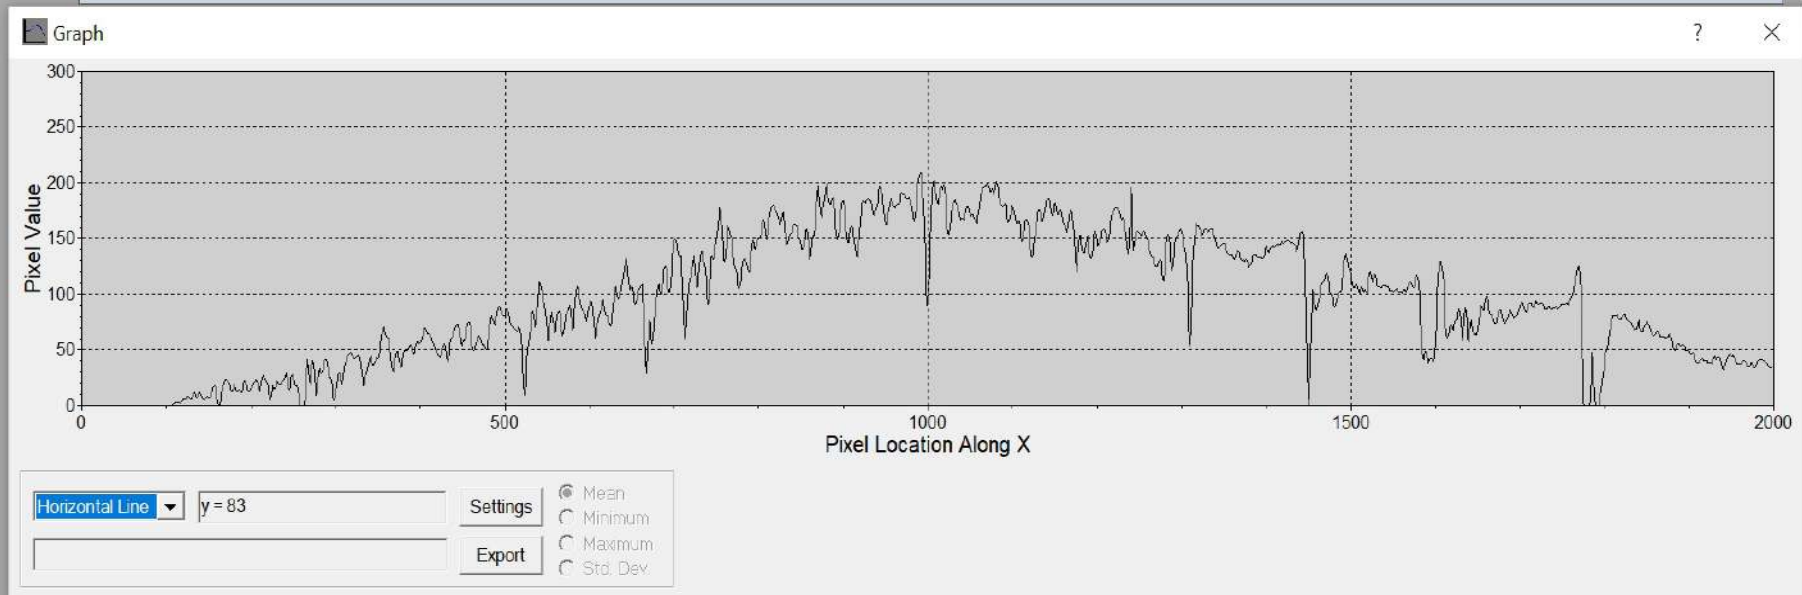 Graph ?
300
250
200
150
100
50
0
Pixel Value
0 500 1000 1500 2000
Pixel Location Along X
Horizontal Line y = 83 Settings
Export
Mean
Minimum
Maximum
Std. Dev.